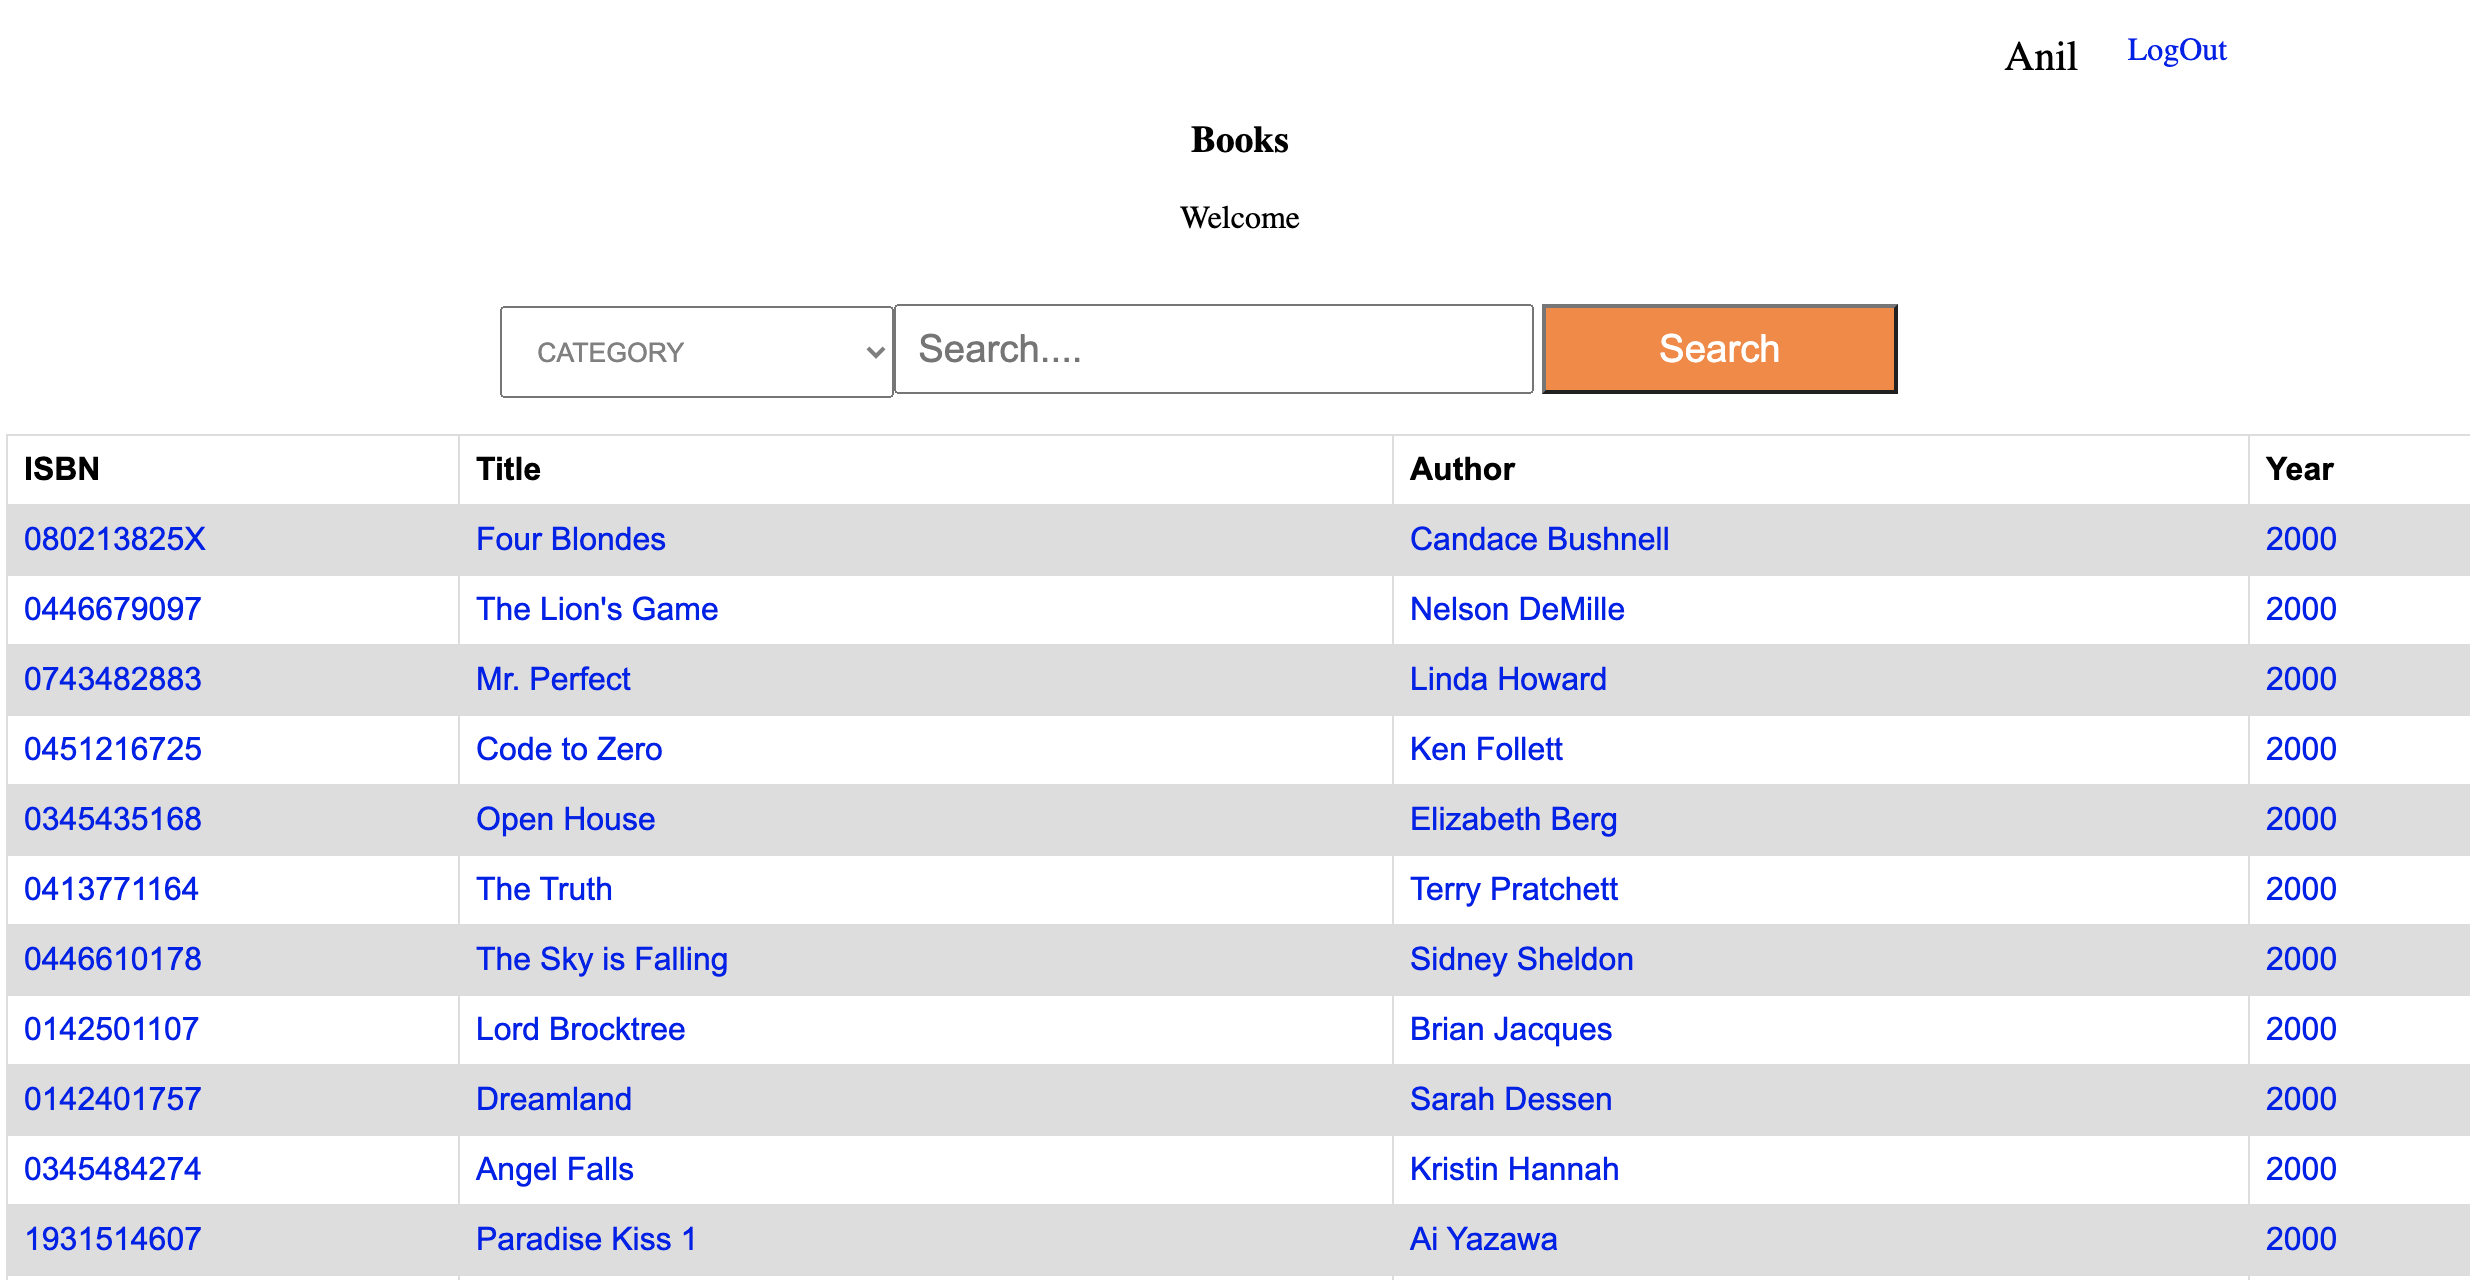 Anil LogOut
Books
Welcome
CATEGORY Search.... Search
ISBN Title Author Year
080213825X Four Blondes Candace Bushnell 2000
0446679097 The Lion's Game Nelson DeMille 2000
0743482883 Mr. Perfect Linda Howard 2000
0451216725 Code to Zero Ken Follett 2000
0345435168 Open House Elizabeth Berg 2000
0413771164 The Truth Terry Pratchett 2000
0446610178 The Sky is Falling Sidney Sheldon 2000
0142501107 Lord Brocktree Brian Jacques 2000
0142401757 Dreamland Sarah Dessen 2000
0345484274 Angel Falls Kristin Hannah 2000
1931514607 Paradise Kiss 1 Ai Yazawa 2000